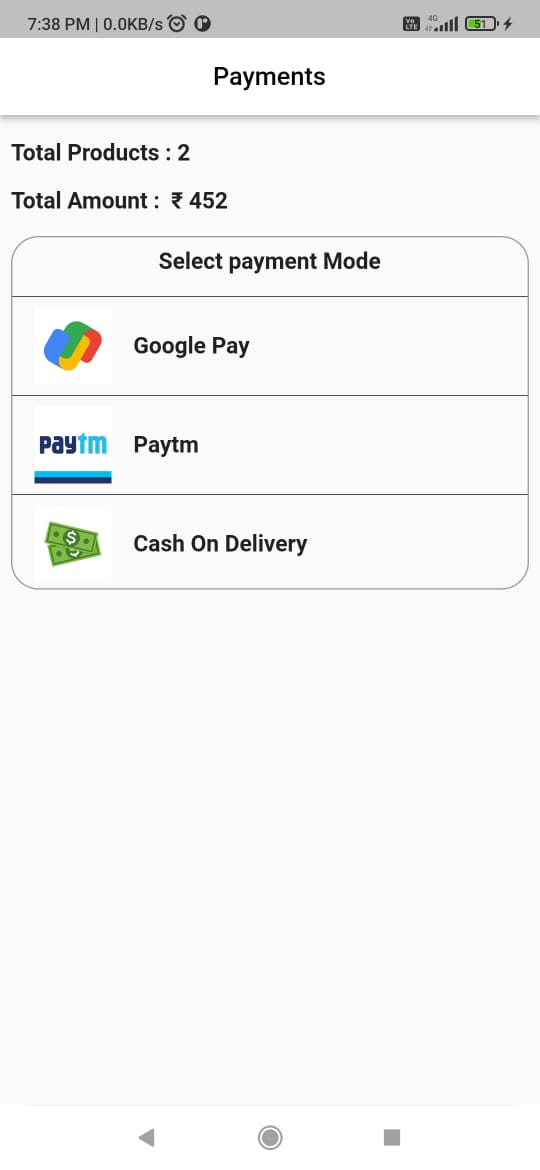 7:38 PM | 0.0KB/s
Vo LTE 4G 51
Payments
Total Products : 2
Total Amount : ₹ 452
Select payment Mode
Google Pay
paytm Paytm
$ Cash On Delivery